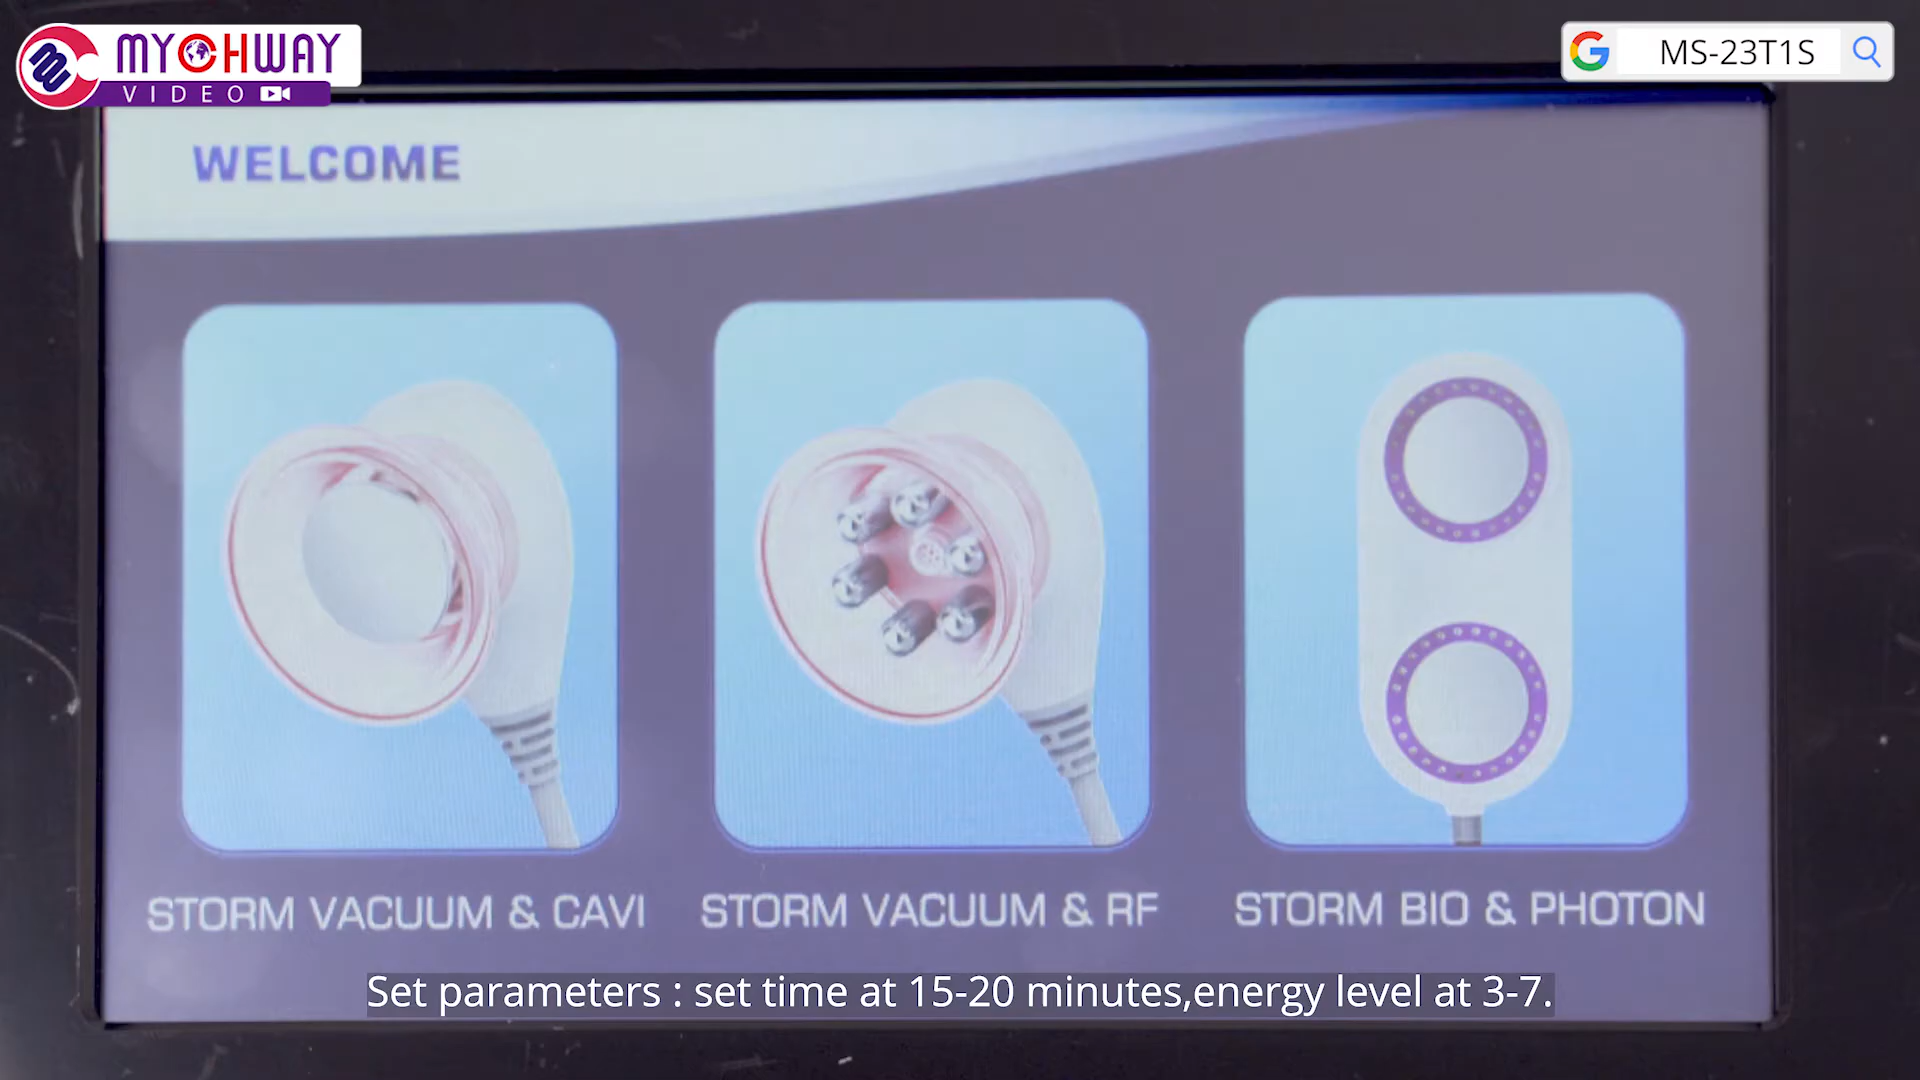 MYCHWAY
VIDEO
MS-23T1S
WELCOME
STORM VACUUM & CAVI
STORM VACUUM & RF
STORM BIO & PHOTON
Set parameters : set time at 15-20 minutes,energy level at 3-7.